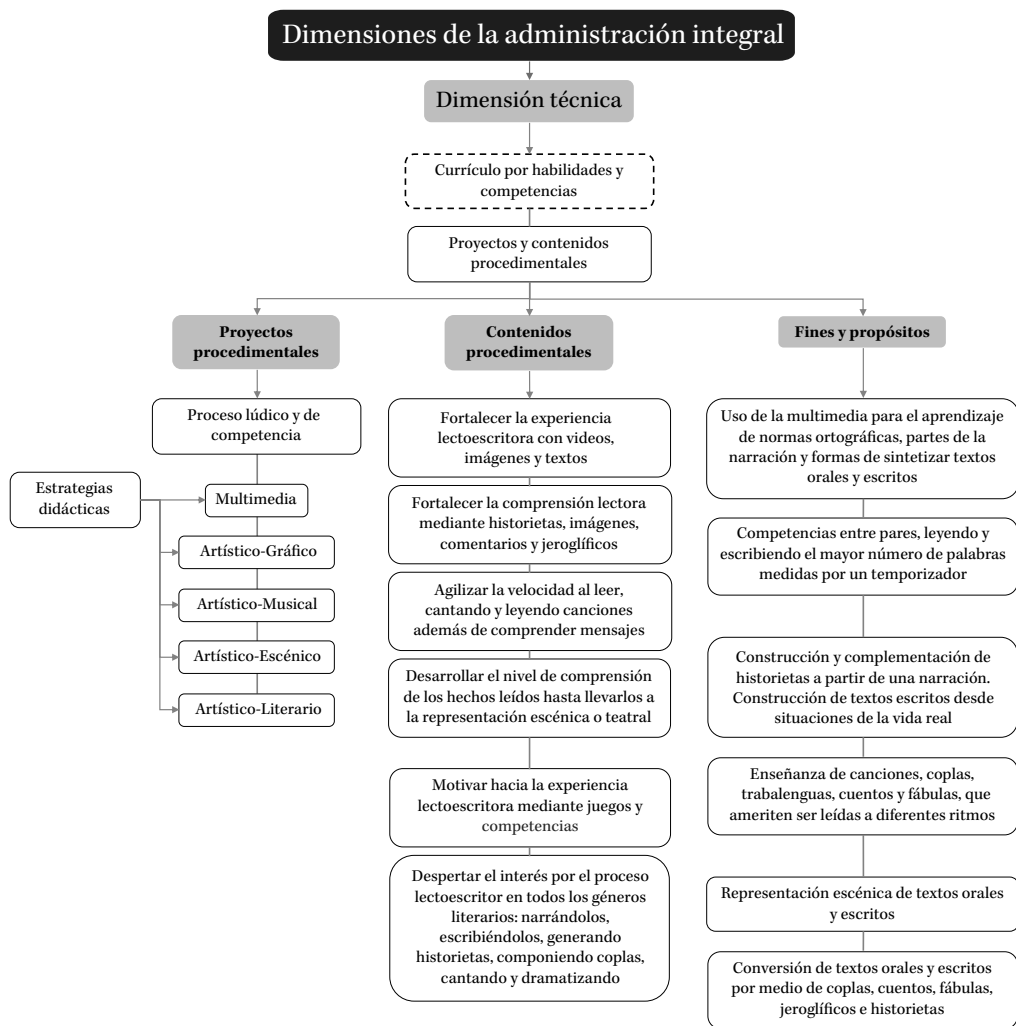 Dimensiones de la administración integral
Dimensión técnica
Currículo por habilidades y
competencias
Proyectos y contenidos
procedimentales
Proyectos
procedimentales
Proceso lúdico y de
competencia
Estrategias
didácticas
Multimedia
Artístico-Gráfico
Artístico-Musical
Artístico-Escénico
Artístico-Literario
Contenidos
procedimentales
Fortalecer la experiencia
lectoescritora con videos,
imágenes y textos
Fortalecer la comprensión lectora
mediante historietas, imágenes,
comentarios y jeroglíficos
Agilizar la velocidad al leer,
cantando y leyendo canciones
además de comprender mensajes
Desarrollar el nivel de comprensión
de los hechos leídos hasta llevarlos a
la representación escénica o teatral
Motivar hacia la experiencia
lectoescritora mediante juegos y
competencias
Despertar el interés por el proceso
lectoescritor en todos los géneros
literarios: narrándolos,
escribiéndolos, generando
historietas, componiendo coplas,
cantando y dramatizando
Fines y propósitos
Uso de la multimedia para el aprendizaje
de normas ortográficas, partes de la
narración y formas de sintetizar textos
orales y escritos
Competencias entre pares, leyendo y
escribiendo el mayor número de palabras
medidas por un temporizador
Construcción y complementación de
historietas a partir de una narración.
Construcción de textos escritos desde
situaciones de la vida real
Enseñanza de canciones, coplas,
trabalenguas, cuentos y fábulas, que
ameriten ser leídas a diferentes ritmos
Representación escénica de textos orales
y escritos
Conversión de textos orales y escritos
por medio de coplas, cuentos, fábulas,
jeroglíficos e historietas